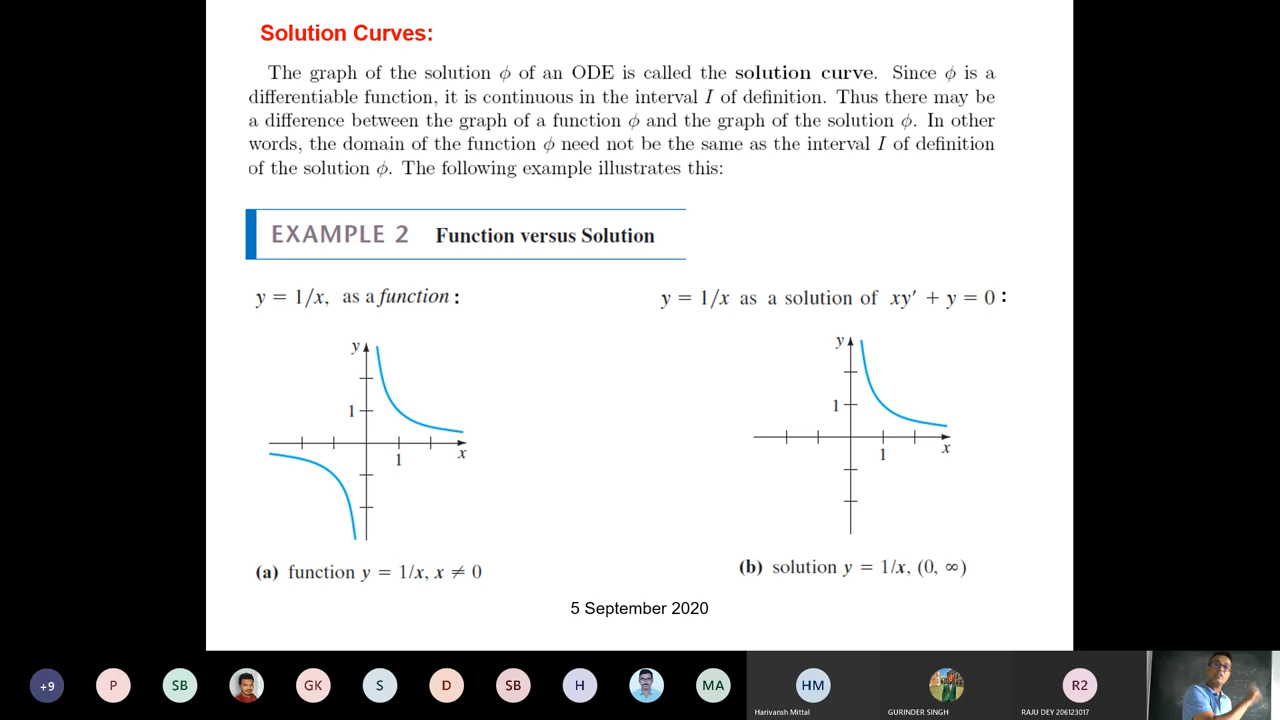 Solution Curves:
The graph of the solution ϕ of an ODE is called the solution curve. Since ϕ is a
differentiable function, it is continuous in the interval I of definition. Thus there may be
a difference between the graph of a function ϕ and the graph of the solution ϕ. In other
words, the domain of the function ϕ need not be the same as the interval I of definition
of the solution ϕ. The following example illustrates this:
EXAMPLE 2 Function versus Solution
y = 1/x, as a function :
y = 1/x as a solution of xy′ + y = 0 :
y
1
1
x
y
1
1
x
(a) function y = 1/x, x ≠ 0
(b) solution y = 1/x, (0, ∞)
5 September 2020
+9 P SB GK S D SB H MA HM R2
Harivansh Mittal GURINDER SINGH RAJU DEY 206123017